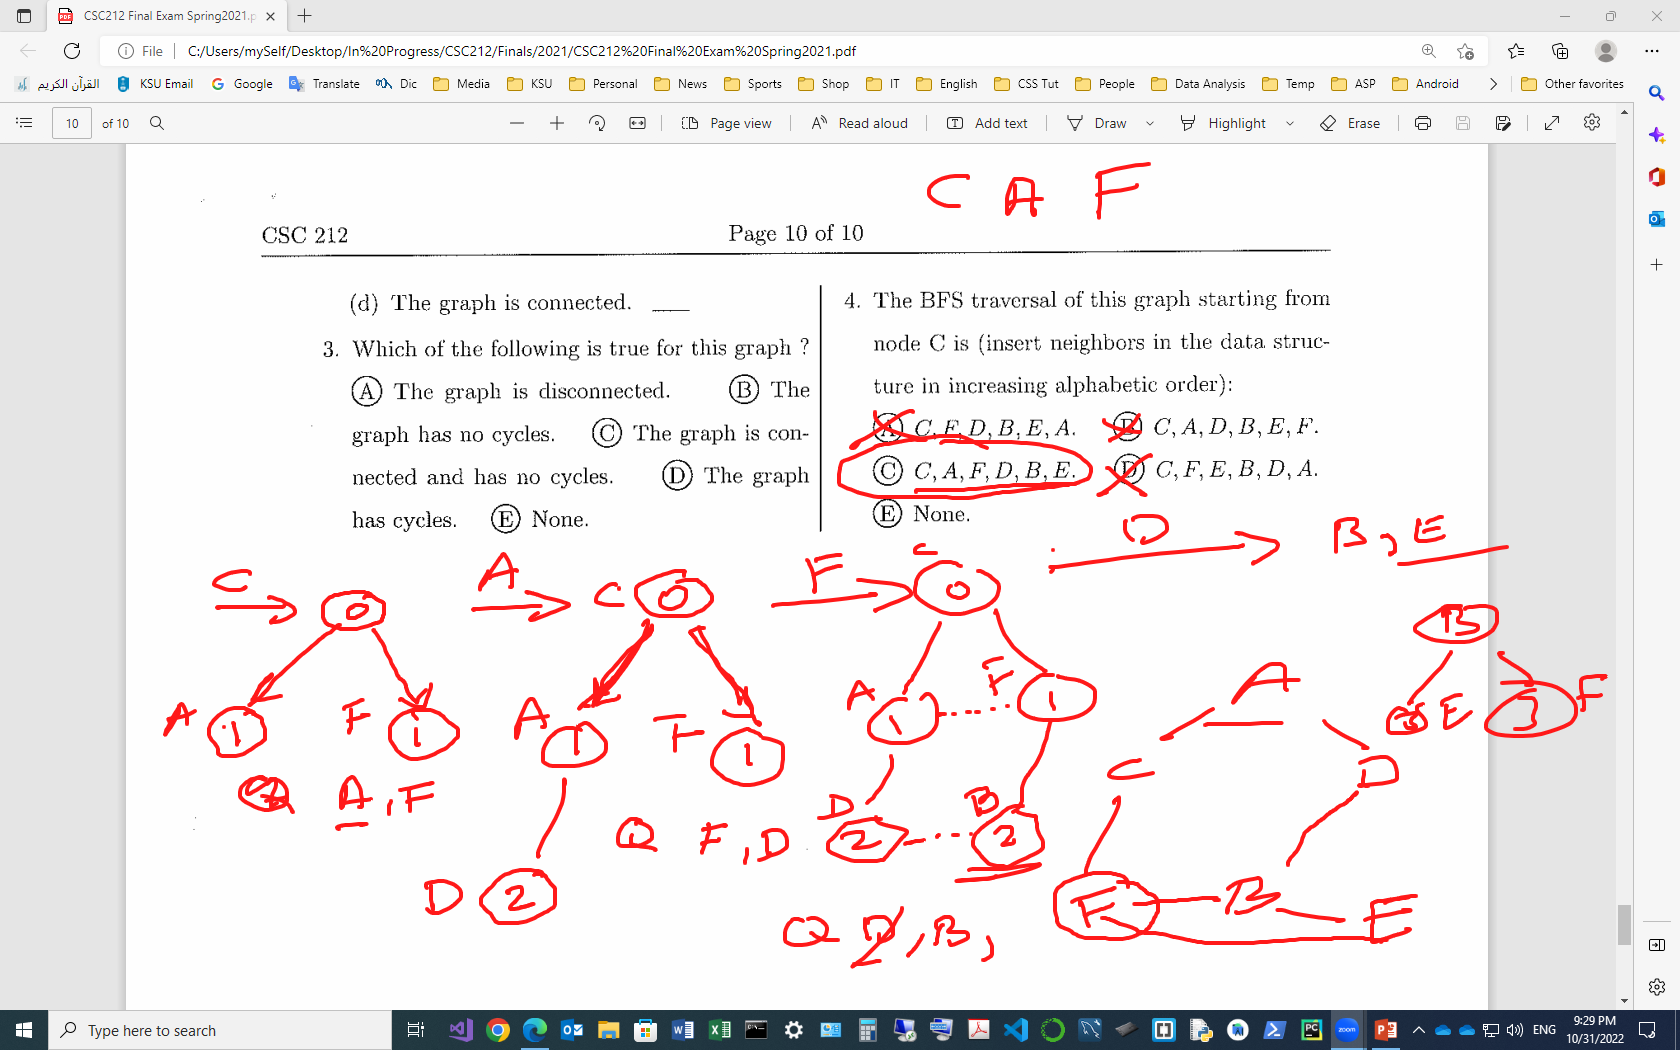 CSC212 Final Exam Spring2021.p
File
C:/Users/mySelf/Desktop/In%20Progress/CSC212/Finals/2021/CSC212%20Final%20Exam%20Spring2021.pdf
القرآن الكريم KSU Email Google Translate Dic Media KSU Personal News Sports Shop IT English CSS Tut People Data Analysis Temp ASP Android Other favorites
10 of 10 Page view Read aloud Add text Draw Highlight Erase
C A F
CSC 212 Page 10 of 10
(d) The graph is connected. ___
3. Which of the following is true for this graph ?
Ⓐ The graph is disconnected. Ⓑ The
graph has no cycles. Ⓒ The graph is con-
nected and has no cycles. Ⓓ The graph
has cycles. Ⓔ None.
4. The BFS traversal of this graph starting from
node C is (insert neighbors in the data struc-
ture in increasing alphabetic order):
Ⓐ C, F, D, B, E, A. Ⓑ C, A, D, B, E, F.
Ⓒ C, A, F, D, B, E. Ⓓ C, F, E, B, D, A.
Ⓔ None.
D B, E
C 0 A C 0 F C 0
B
A 1 F 1 A 1 F 1 A 1 F 1 A E 3 F
C D
A, F D 2 Q F, D D 2 B 2
Q D, B,
F B E
Type here to search
ENG 9:29 PM
10/31/2022